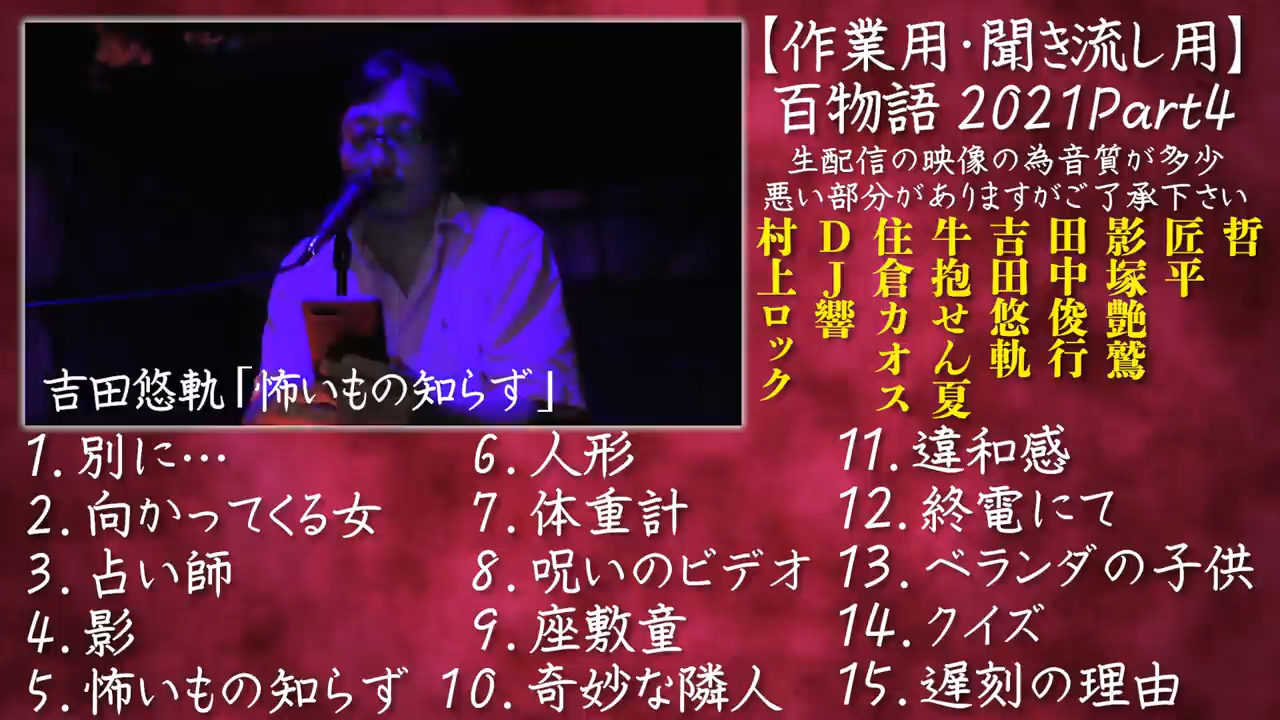 【作業用・聞き流し用】
百物語 2021Part4
生配信の映像の為音質が多少
悪い部分がありますがご了承下さい
哲
匠平
影塚艶鷲
田中俊行
吉田悠軌
牛抱せん夏
住倉カオス
DJ響
村上ロック
吉田悠軌「怖いもの知らず」
1. 別に…
2. 向かってくる女
3. 占い師
4. 影
5. 怖いもの知らず
6. 人形
7. 体重計
8. 呪いのビデオ
9. 座敷童
10. 奇妙な隣人
11. 違和感
12. 終電にて
13. ベランダの子供
14. クイズ
15. 遅刻の理由